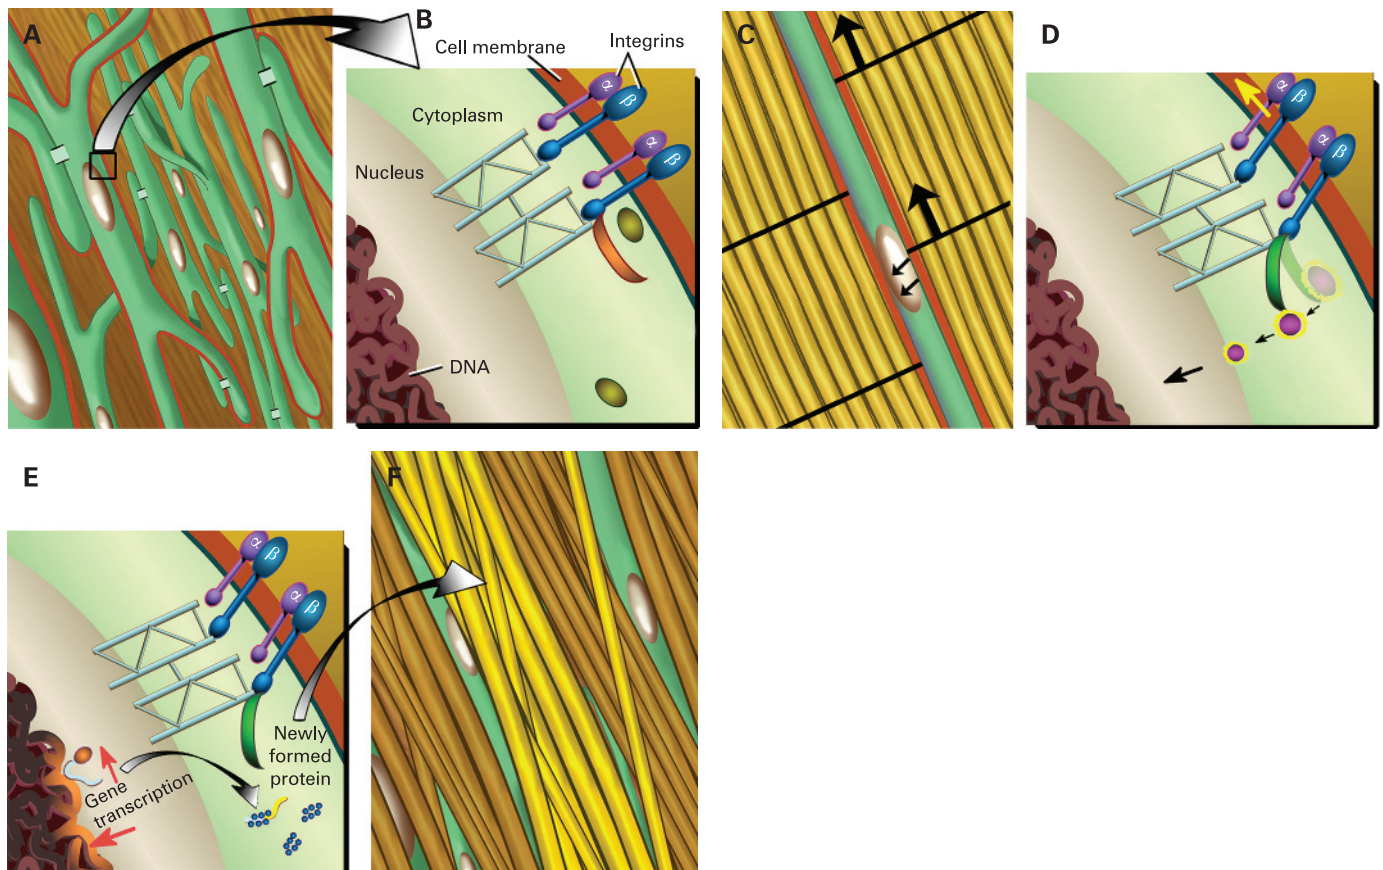 A
B
Cell membrane
Integrins
α
β
Cytoplasm
α
β
Nucleus
DNA
C
D
α
β
α
β
E
α
β
α
β
Newly
formed
protein
Gene
transcription
F